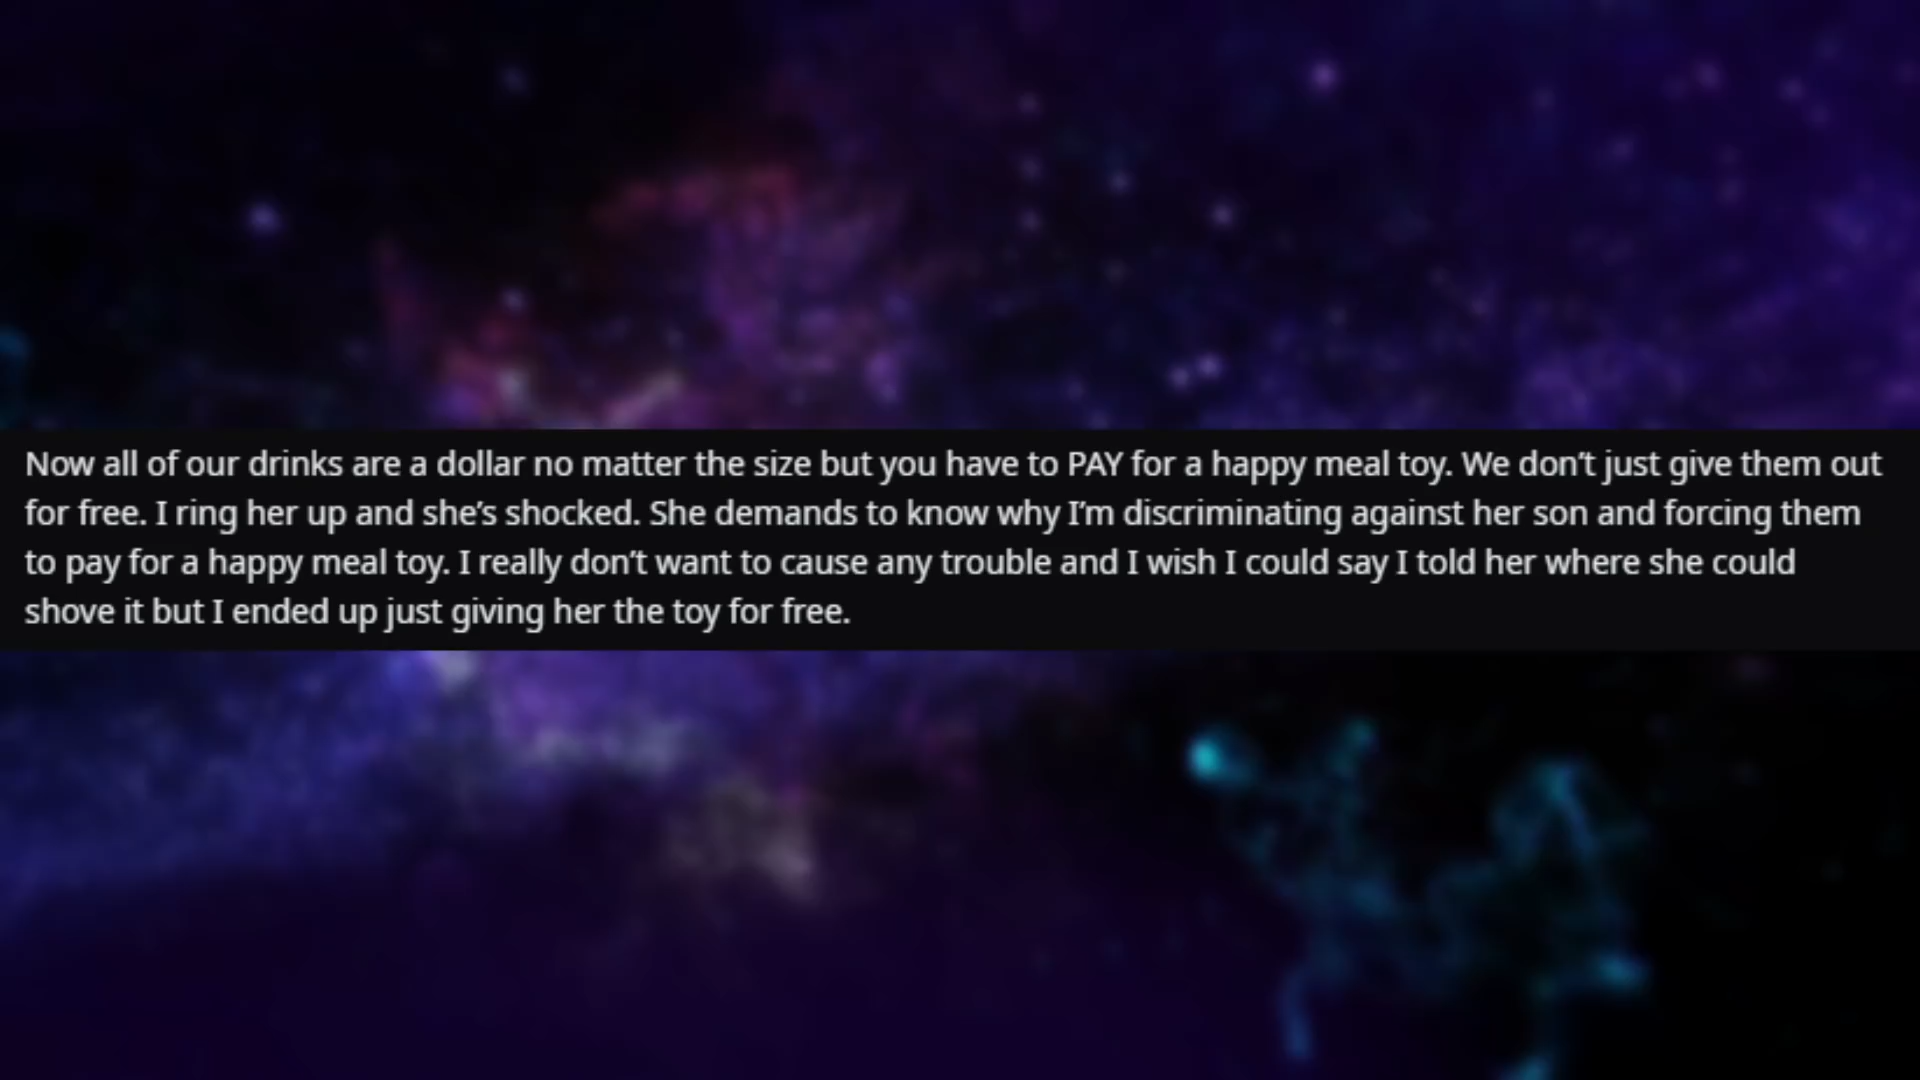 Now all of our drinks are a dollar no matter the size but you have to PAY for a happy meal toy. We don’t just give them out
for free. I ring her up and she’s shocked. She demands to know why I’m discriminating against her son and forcing them
to pay for a happy meal toy. I really don’t want to cause any trouble and I wish I could say I told her where she could
shove it but I ended up just giving her the toy for free.